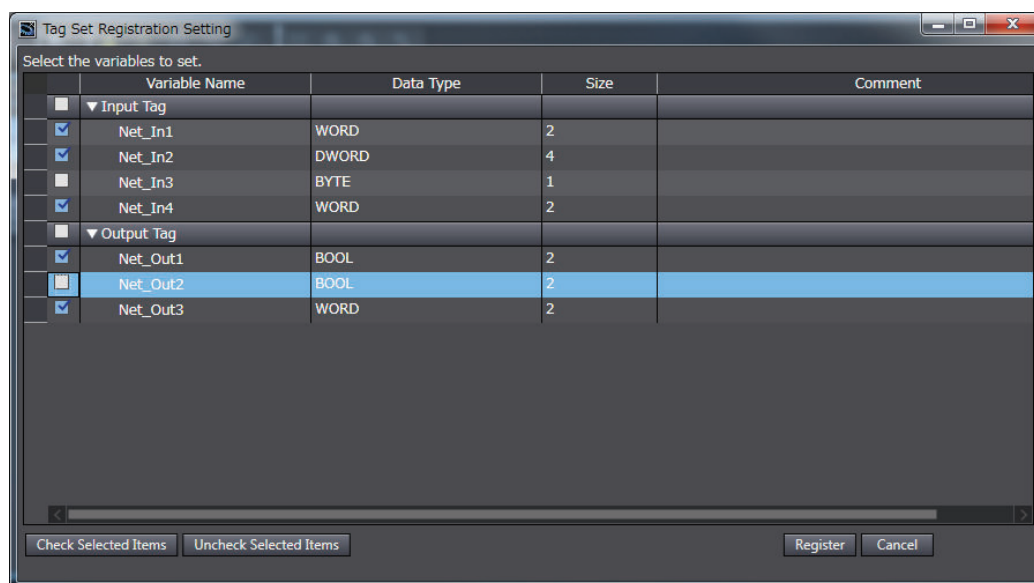 Tag Set Registration Setting
Select the variables to set.
Variable Name Data Type Size Comment
▼ Input Tag
Net_In1 WORD 2
Net_In2 DWORD 4
Net_In3 BYTE 1
Net_In4 WORD 2
▼ Output Tag
Net_Out1 BOOL 2
Net_Out2 BOOL 2
Net_Out3 WORD 2
Check Selected Items Uncheck Selected Items Register Cancel